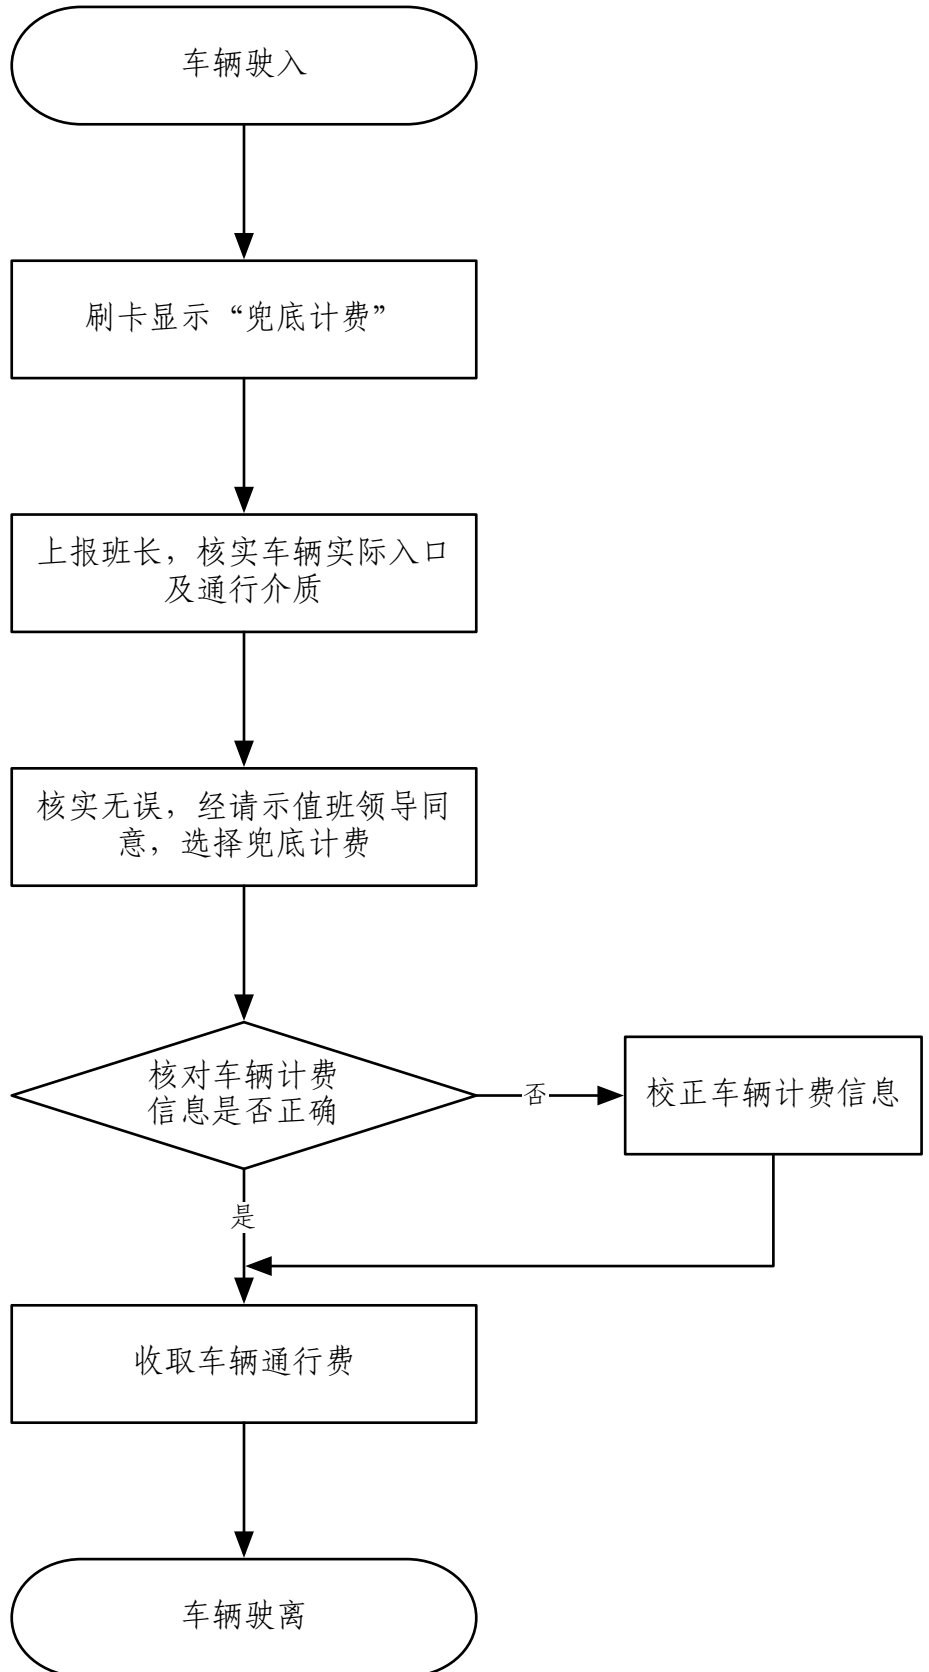 车辆驶入
刷卡显示“兜底计费”
上报班长，核实车辆实际入口
及通行介质
核实无误，经请示值班领导同
意，选择兜底计费
核对车辆计费
信息是否正确
否
校正车辆计费信息
是
收取车辆通行费
车辆驶离